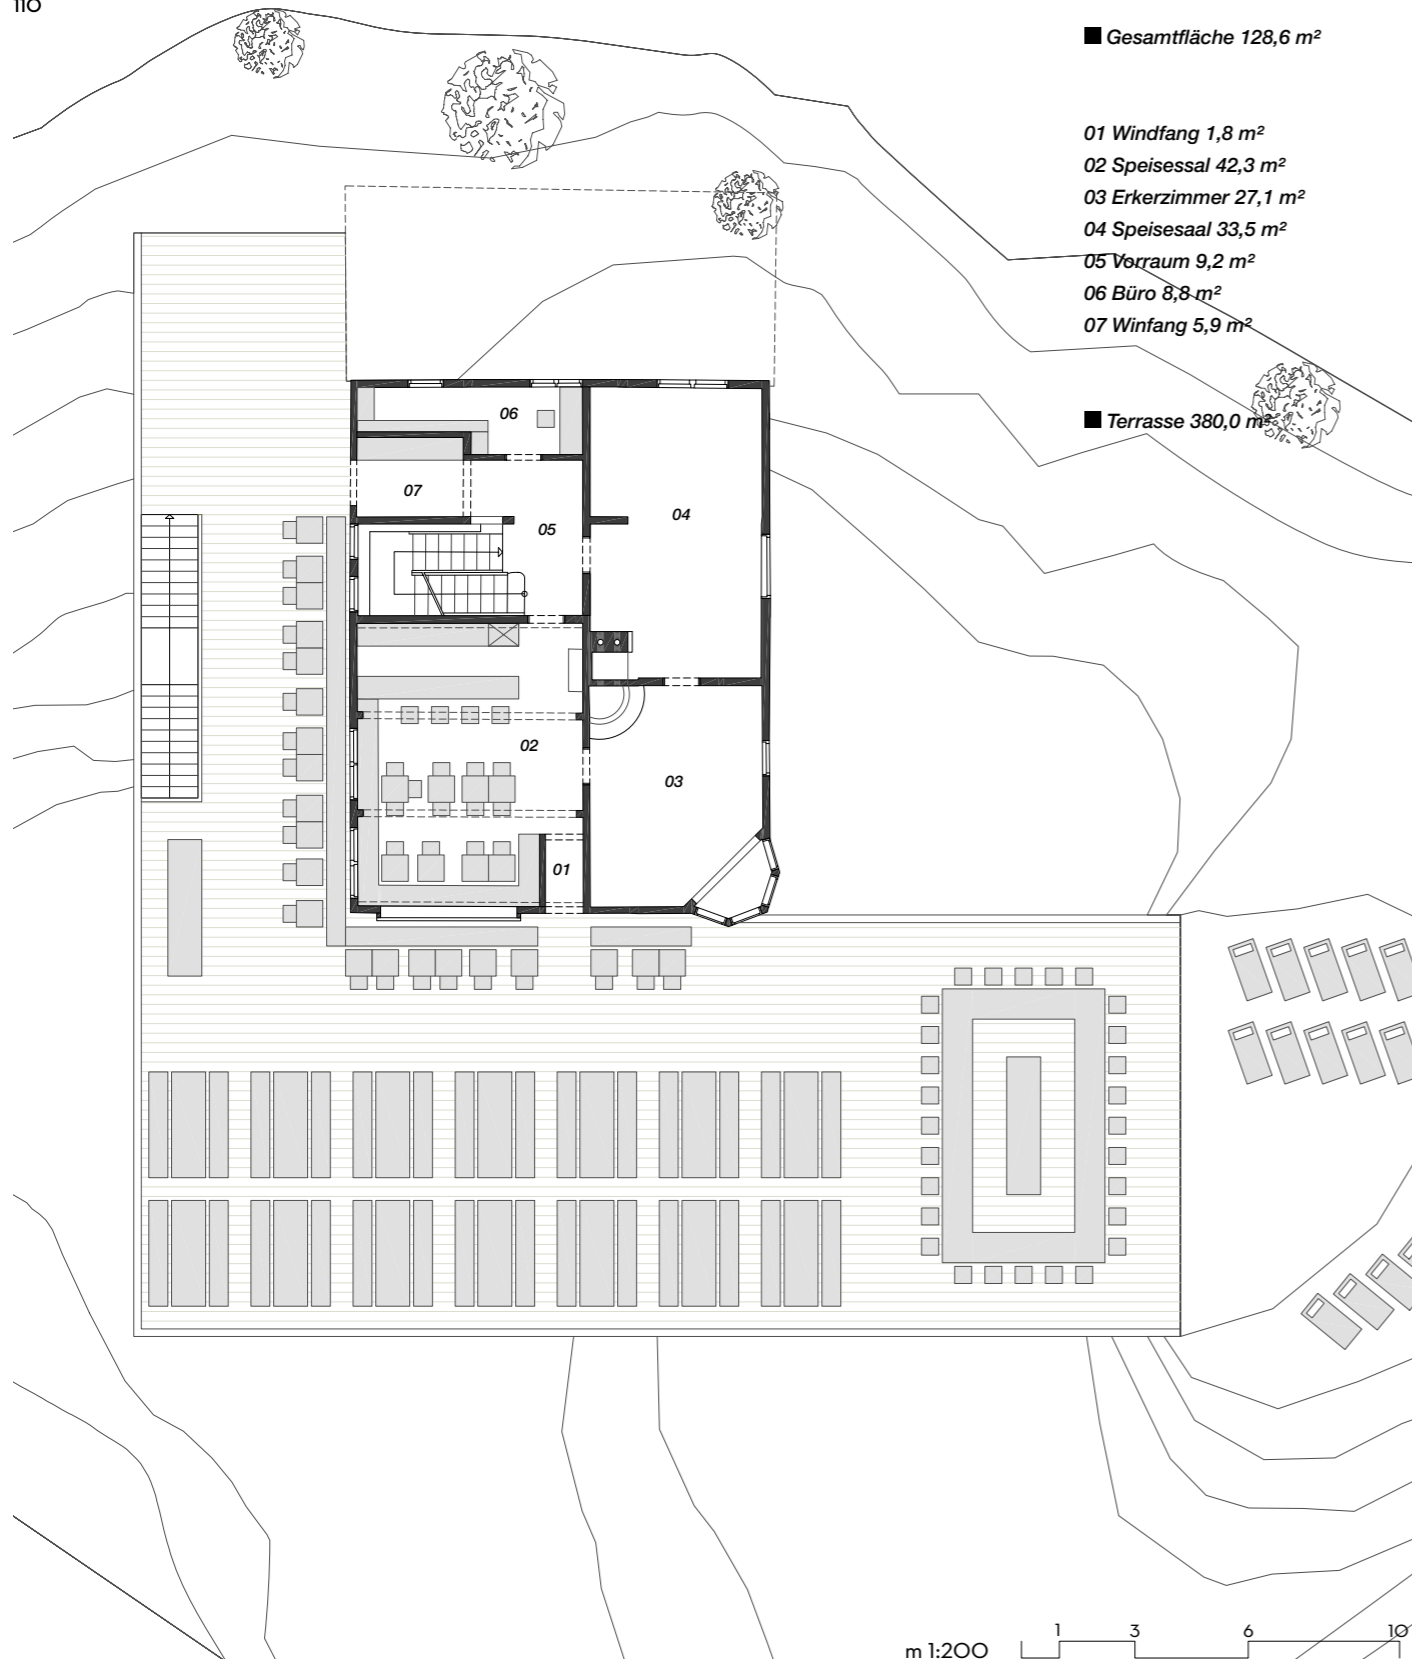 110
■ Gesamtfläche 128,6 m²
01 Windfang 1,8 m²
02 Speisessal 42,3 m²
03 Erkerzimmer 27,1 m²
04 Speisesaal 33,5 m²
05 Vorraum 9,2 m²
06 Büro 8,8 m²
07 Winfang 5,9 m²
■ Terrasse 380,0 m²
06
07
04
05
02
03
01
m 1:200 1 3 6 10